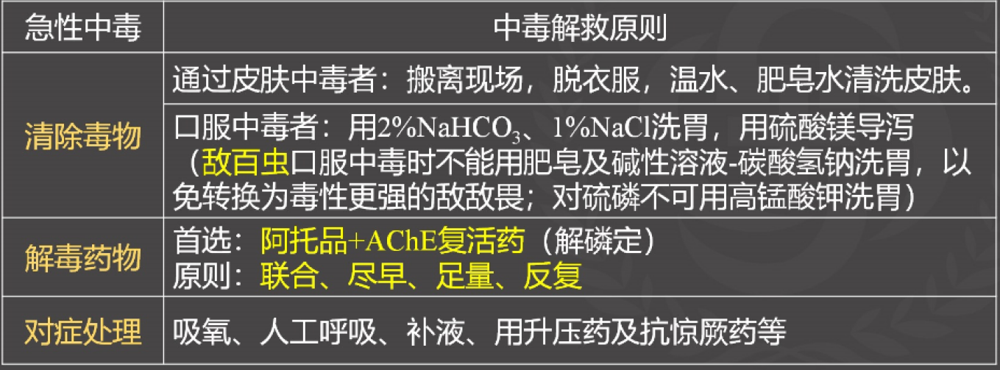 急性中毒
中毒解救原则
清除毒物
通过皮肤中毒者：搬离现场，脱衣服，温水、肥皂水清洗皮肤。
口服中毒者：用2%NaHCO₃、1%NaCl洗胃，用硫酸镁导泻
（敌百虫口服中毒时不能用肥皂及碱性溶液-碳酸氢钠洗胃，以
免转换为毒性更强的敌敌畏；对硫磷不可用高锰酸钾洗胃）
解毒药物
首选：阿托品+AChE复活药（解磷定）
原则：联合、尽早、足量、反复
对症处理
吸氧、人工呼吸、补液、用升压药及抗惊厥药等